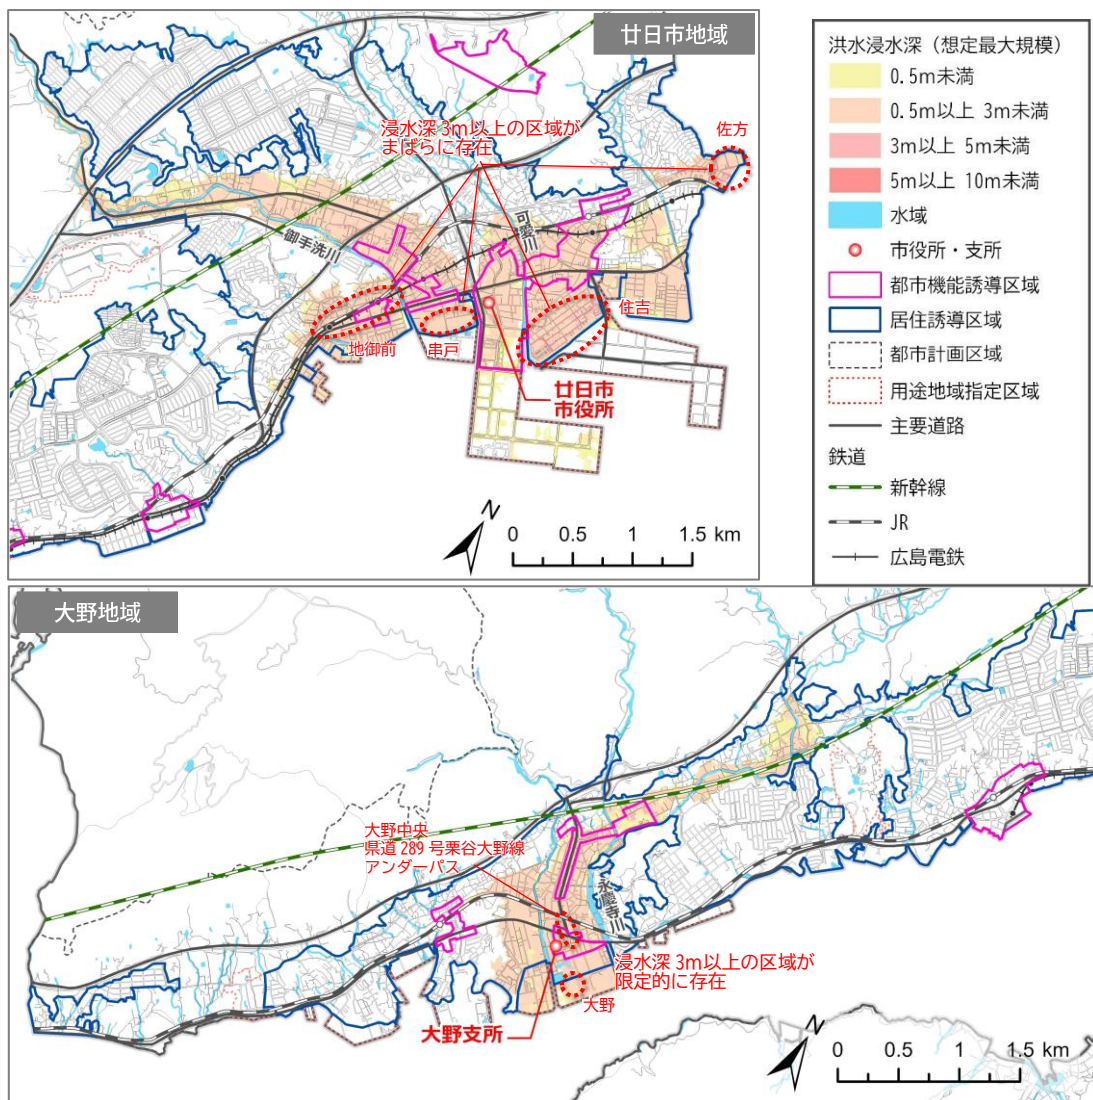 廿日市地域
浸水深3m以上の区域が
まばらに存在
佐方
可愛川
御手洗川
地御前
串戸
住吉
廿日市
市役所
N
0 0.5 1 1.5 km
洪水浸水深（想定最大規模）
0.5m未満
0.5m以上 3m未満
3m以上 5m未満
5m以上 10m未満
水域
市役所・支所
都市機能誘導区域
居住誘導区域
都市計画区域
用途地域指定区域
主要道路
鉄道
新幹線
JR
広島電鉄
大野地域
大野中央
県道289号栗谷大野線
アンダーパス
永慶寺川
浸水深3m以上の区域が
限定的に存在
大野
大野支所
N
0 0.5 1 1.5 km